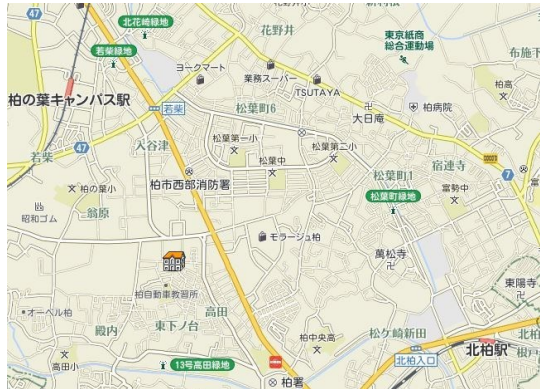 47
北花崎緑地
花野井
若柴緑地
東京紙商
総合運動場
布施下
ヨークマート
業務スーパー
TSUTAYA
柏高
柏の葉キャンパス駅
若柴
松葉町6
大日庵
柏病院
松葉第一小
松葉第二小
入谷津
47
若柴
松葉中
宿連寺
7
柏の葉小
柏市西部消防署
松葉町1
富勢中
富
松葉町緑地
昭和ゴム
翁原
モラージュ柏
萬松寺
東陽寺
柏自動車教習所
オーベル柏
高田
殿内
東下ノ台
松ケ崎新田
北柏
柏中央高
北柏駅
根戸
高田小
13号高田緑地
北柏入口
柏署